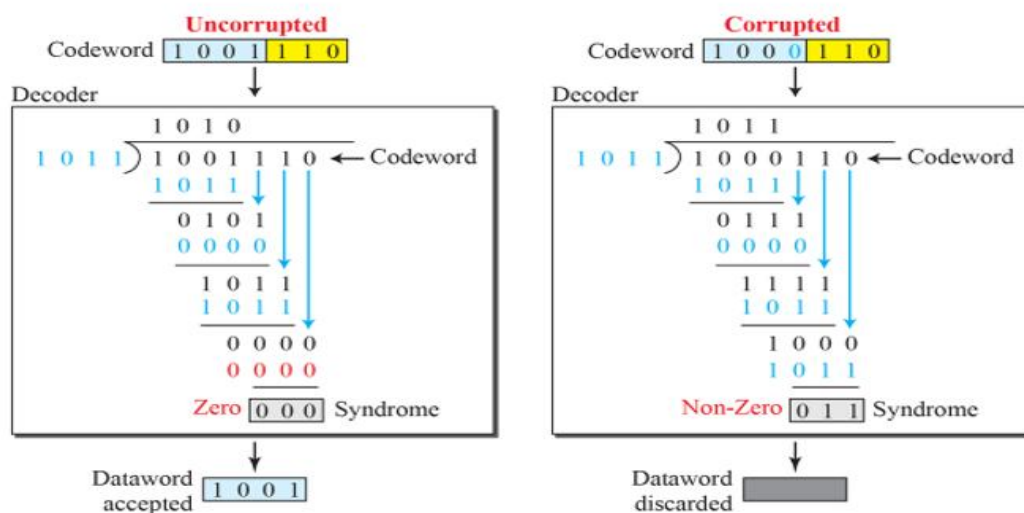 Uncorrupted
Codeword 1 0 0 1 1 1 0
Decoder
1 0 1 0
1 0 1 1 1 0 0 1 1 1 0 Codeword
1 0 1 1
0 1 0 1
0 0 0 0
1 0 1 1
1 0 1 1
0 0 0 0
0 0 0 0
Zero 0 0 0 Syndrome
Dataword
accepted 1 0 0 1
Corrupted
Codeword 1 0 0 0 1 1 0
Decoder
1 0 1 1
1 0 1 1 1 0 0 0 1 1 0 Codeword
1 0 1 1
0 1 1 1
0 0 0 0
1 1 1 1
1 0 1 1
1 0 0 0
1 0 1 1
Non-Zero 0 1 1 Syndrome
Dataword
discarded